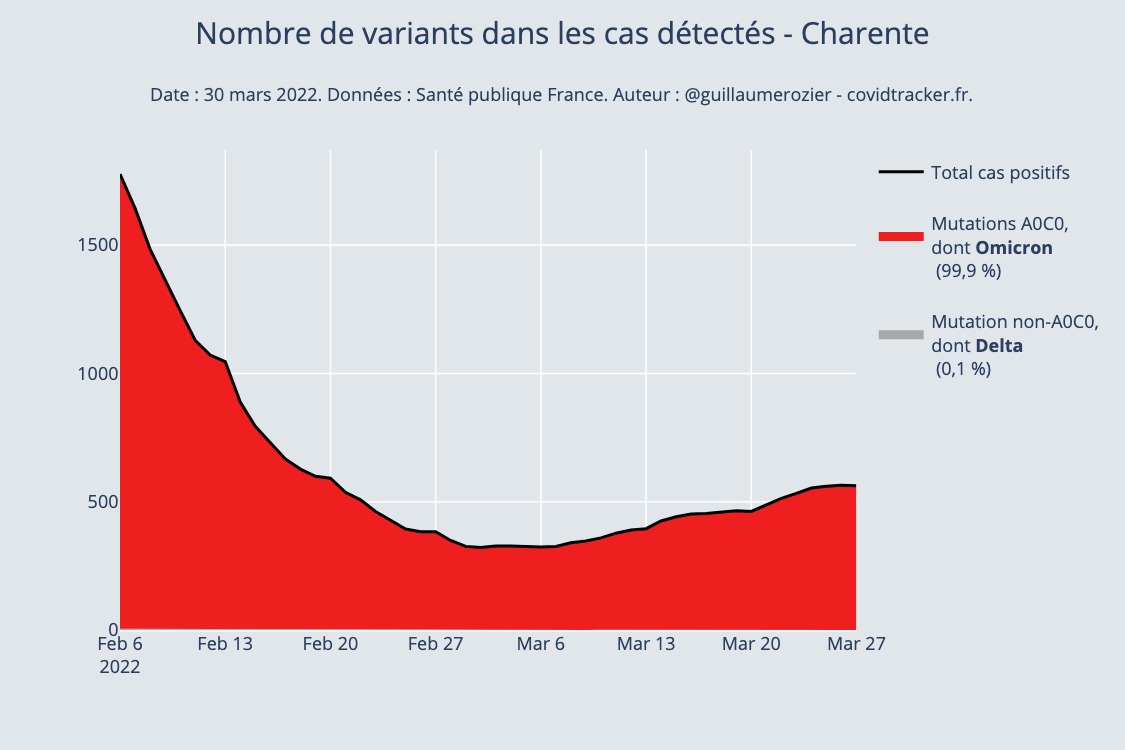 Nombre de variants dans les cas détectés - Charente
Date : 30 mars 2022. Données : Santé publique France. Auteur : @guillaumerozier - covidtracker.fr.
Total cas positifs
Mutations A0C0,
dont Omicron
(99,9 %)
Mutation non-A0C0,
dont Delta
(0,1 %)
1500
1000
500
0
Feb 6 Feb 13 Feb 20 Feb 27 Mar 6 Mar 13 Mar 20 Mar 27
2022